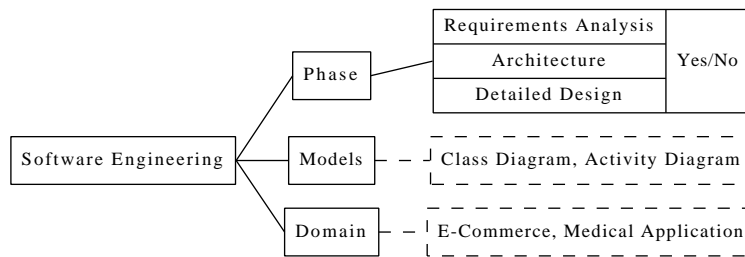 Requirements Analysis
Phase
Architecture
Yes/No
Detailed Design
Software Engineering
Models
Class Diagram, Activity Diagram
Domain
E-Commerce, Medical Application